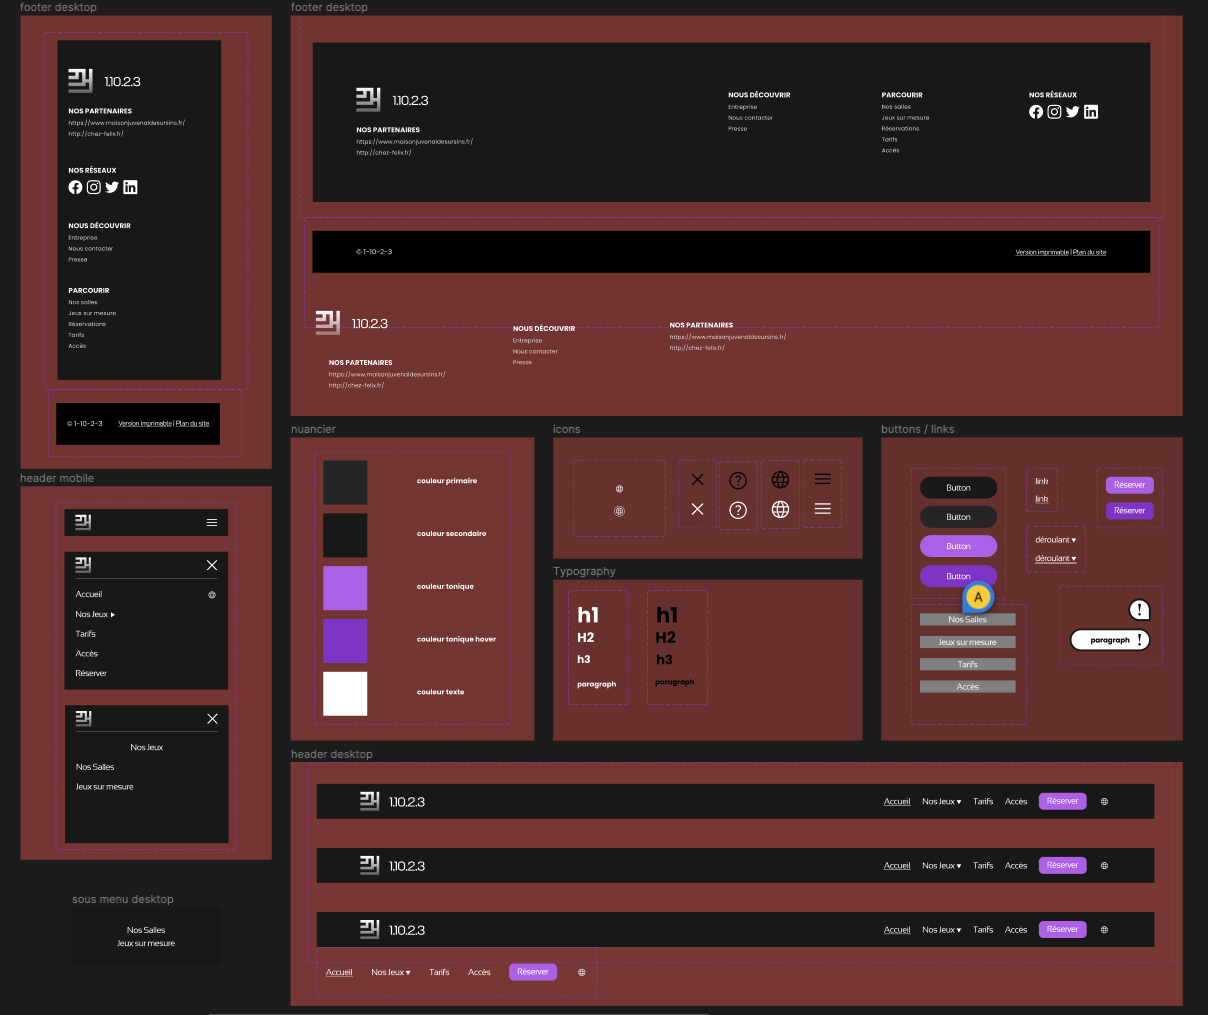 footer desktop
1.10.2.3
NOS PARTENAIRES
https://www.maisonjuvenaldesursins.fr/
http://chez-felix.fr/
NOS RÉSEAUX
NOUS DÉCOUVRIR
Entreprise
Nous contacter
Presse
PARCOURIR
Nos salles
Jeux sur mesure
Réservations
Tarifs
Accès
© 1-10-2-3
Version imprimable | Plan du site
footer desktop
1.10.2.3
NOS PARTENAIRES
https://www.maisonjuvenaldesursins.fr/
http://chez-felix.fr/
NOUS DÉCOUVRIR
Entreprise
Nous contacter
Presse
PARCOURIR
Nos salles
Jeux sur mesure
Réservations
Tarifs
Accès
NOS RÉSEAUX
© 1-10-2-3
Version imprimable | Plan du site
1.10.2.3
NOS PARTENAIRES
https://www.maisonjuvenaldesursins.fr/
http://chez-felix.fr/
NOUS DÉCOUVRIR
Entreprise
Nous contacter
Presse
NOS PARTENAIRES
https://www.maisonjuvenaldesursins.fr/
http://chez-felix.fr/
header mobile
Accueil
Nos Jeux ▸
Tarifs
Accès
Réserver
Nos Jeux
Nos Salles
Jeux sur mesure
nuancier
couleur primaire
couleur secondaire
couleur tonique
couleur tonique hover
couleur texte
icons
Typography
h1
H2
h3
paragraph
h1
H2
h3
paragraph
buttons / links
Button
Button
Button
Button
A
link
link
Réserver
Réserver
déroulant ▾
déroulant ▾
Nos Salles
Jeux sur mesure
Tarifs
Accès
!
paragraph !
header desktop
1.10.2.3 Accueil Nos Jeux ▾ Tarifs Accès Réserver
1.10.2.3 Accueil Nos Jeux ▾ Tarifs Accès Réserver
1.10.2.3 Accueil Nos Jeux ▾ Tarifs Accès Réserver
Accueil Nos Jeux ▾ Tarifs Accès Réserver
sous menu desktop
Nos Salles
Jeux sur mesure